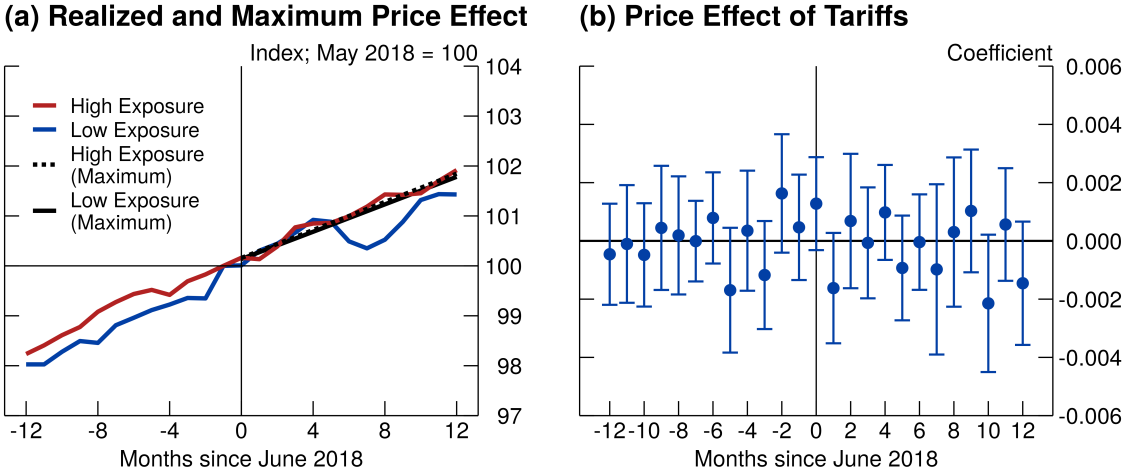 (a) Realized and Maximum Price Effect
Index; May 2018 = 100
High Exposure
Low Exposure
High Exposure
(Maximum)
Low Exposure
(Maximum)
104
103
102
101
100
99
98
97
-12 -8 -4 0 4 8 12
Months since June 2018
(b) Price Effect of Tariffs
Coefficient
0.006
0.004
0.002
0.000
-0.002
-0.004
-0.006
-12 -10 -8 -6 -4 -2 0 2 4 6 8 10 12
Months since June 2018